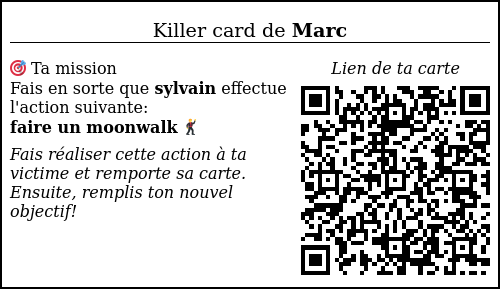 Killer card de Marc
🎯 Ta mission
Fais en sorte que sylvain effectue
l'action suivante:
faire un moonwalk 🕺
Fais réaliser cette action à ta
victime et remporte sa carte.
Ensuite, remplis ton nouvel
objectif!
Lien de ta carte